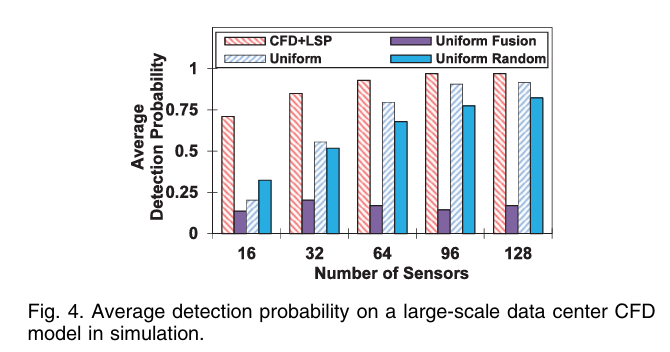 CFD+LSP Uniform Fusion
Uniform Uniform Random
Average
Detection Probability
1
0.75
0.5
0.25
0
16 32 64 96 128
Number of Sensors
Fig. 4. Average detection probability on a large-scale data center CFD
model in simulation.